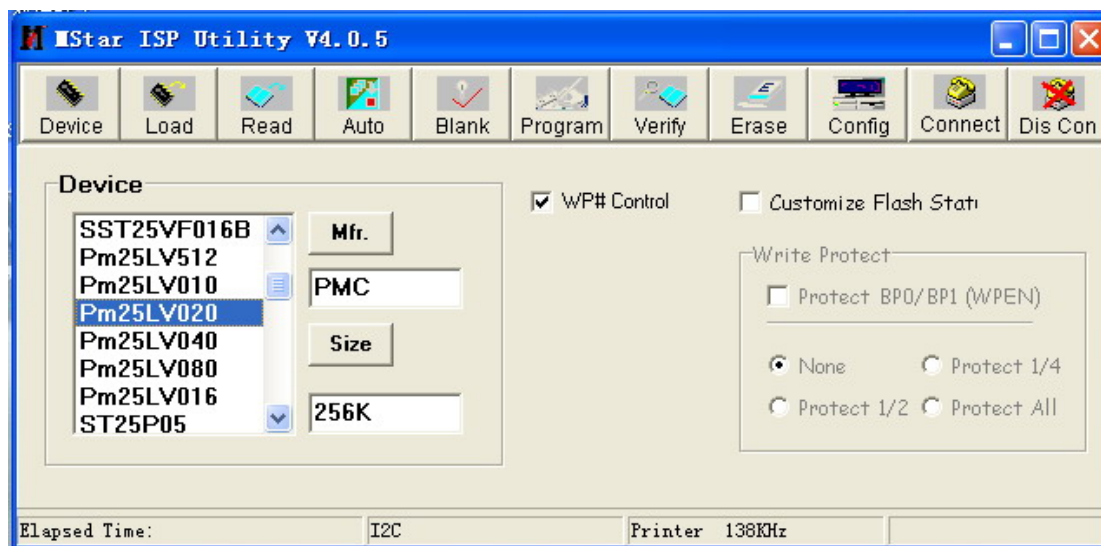 MStar ISP Utility V4.0.5
Device Load Read Auto Blank Program Verify Erase Config Connect Dis Con
Device
SST25VF016B
Pm25LV512
Pm25LV010
Pm25LV020
Pm25LV040
Pm25LV080
Pm25LV016
ST25P05
Mfr.
PMC
Size
256K
WP# Control
Customize Flash Stat
Write Protect
Protect BP0/BP1 (WPEN)
None Protect 1/4
Protect 1/2 Protect All
Elapsed Time: I2C Printer 138KHz